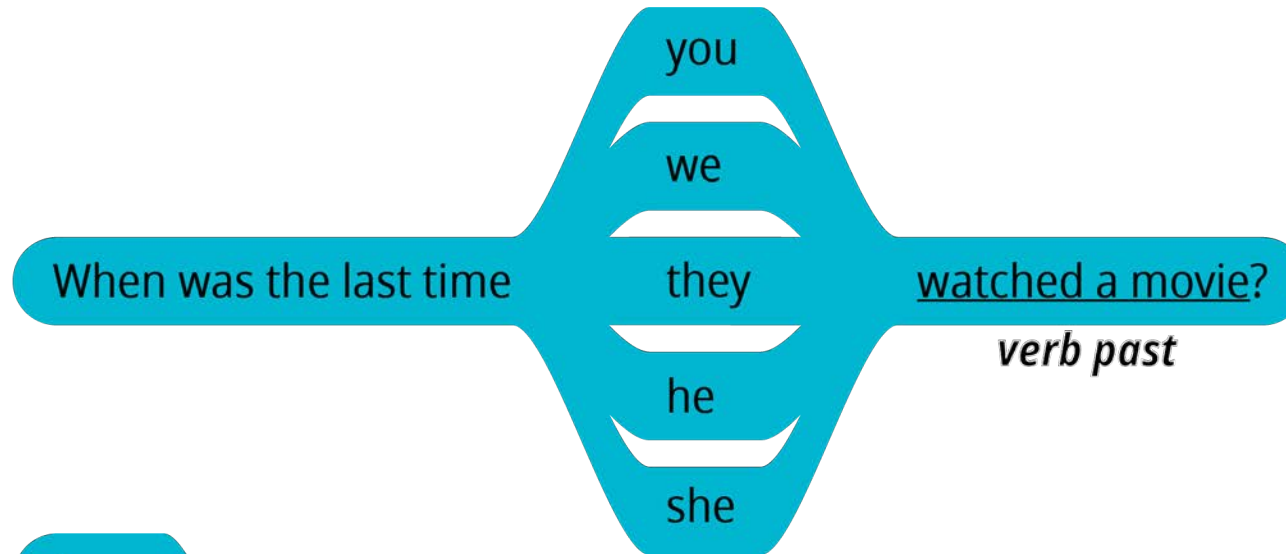 you
we
When was the last time they watched a movie?
verb past
he
she